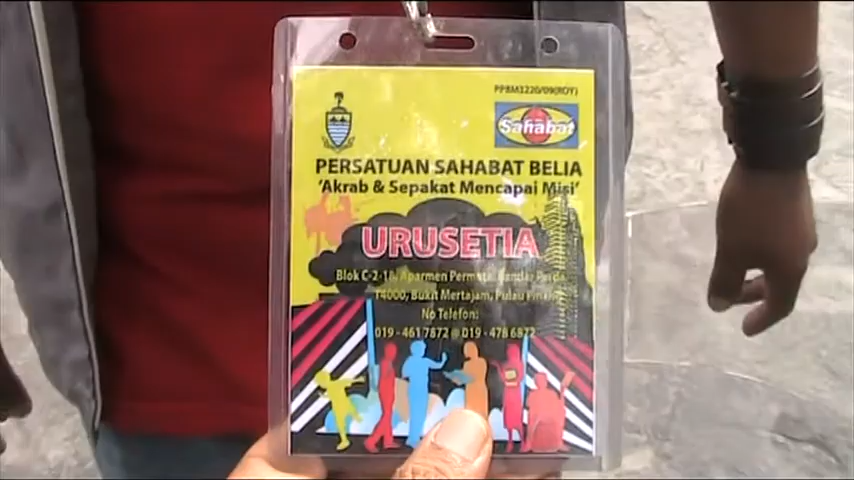 PPBM3220/09(ROY)
Sahabat
PERSATUAN SAHABAT BELIA
'Akrab & Sepakat Mencapai Misi'
URUSETIA
Blok C-2-18, Aparmen Permata, Bandar Perda,
14000, Bukit Mertajam, Pulau Pinang
No Telefon:
019 - 461 7872 @ 019 - 478 6872